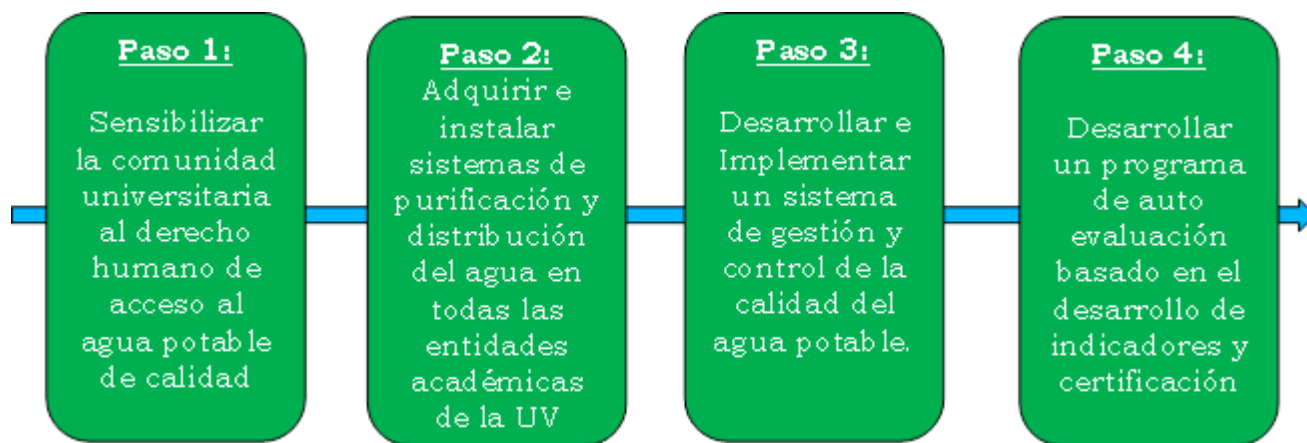 Paso 1:
Sensibilizar
la comunidad
universitaria
al derecho
humano de
acceso al
agua potable
de calidad
Paso 2:
Adquirir e
instalar
sistemas de
purificación y
distribución
del agua en
todas las
entidades
académicas
de la UV
Paso 3:
Desarrollar e
Implementar
un sistema
de gestión y
control de la
calidad del
agua potable.
Paso 4:
Desarrollar
un programa
de auto
evaluación
basado en el
desarrollo de
indicadores y
certificación